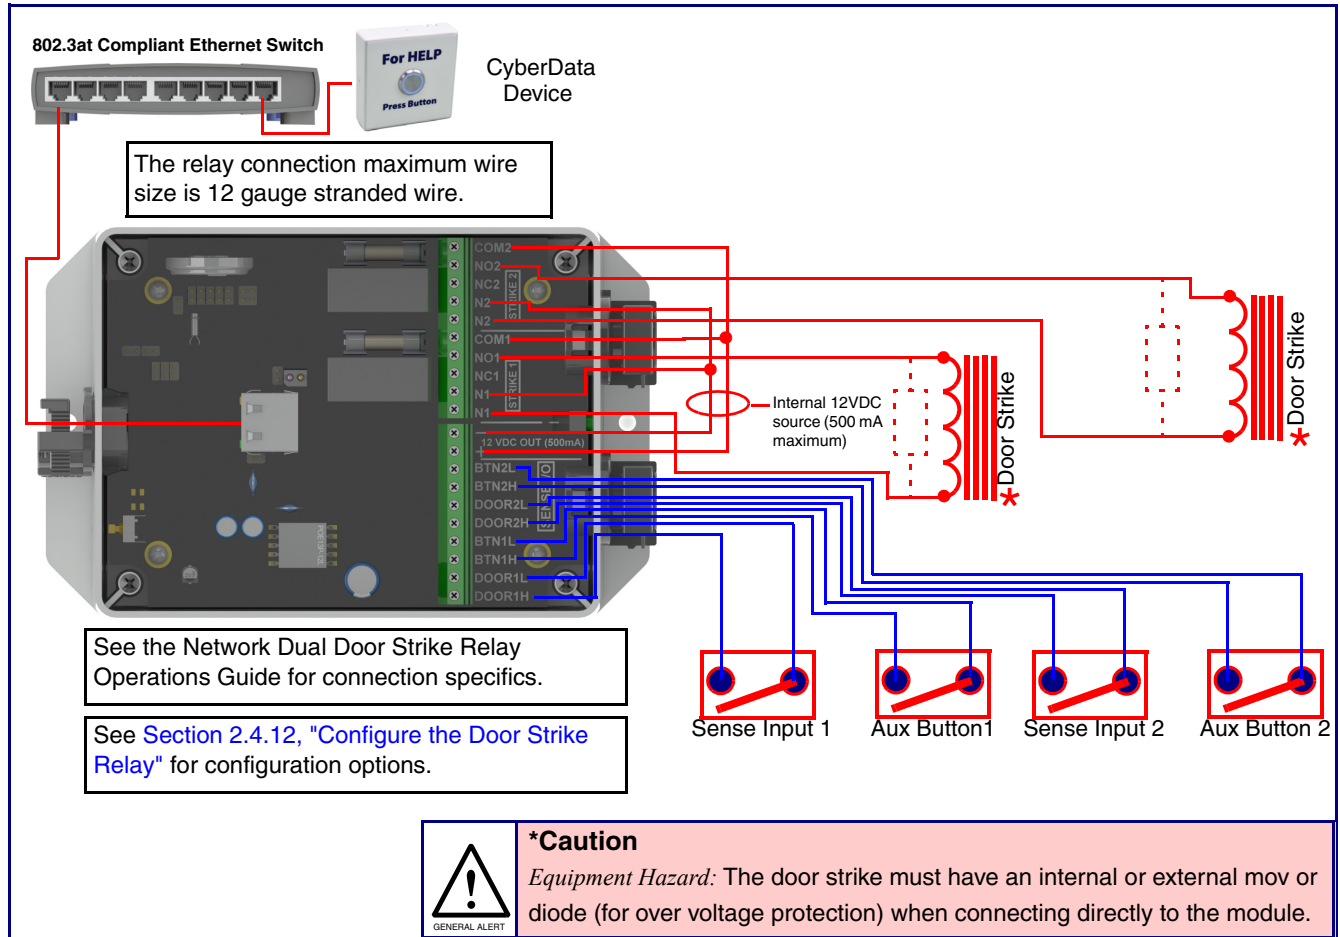 802.3at Compliant Ethernet Switch
For HELP
Press Button
CyberData
Device
The relay connection maximum wire
size is 12 gauge stranded wire.
COM2
NO2
NC2
N2
N2
STRIKE 2
COM1
NO1
NC1
N1
N1
STRIKE 1
-
12 VDC OUT (500mA)
+
BTN2L
BTN2H
DOOR2L
DOOR2H
BTN1L
BTN1H
DOOR1L
DOOR1H
Internal 12VDC
source (500 mA
maximum)
*Door Strike
*Door Strike
See the Network Dual Door Strike Relay
Operations Guide for connection specifics.
See Section 2.4.12, "Configure the Door Strike
Relay" for configuration options.
Sense Input 1
Aux Button1
Sense Input 2
Aux Button 2
GENERAL ALERT
*Caution
Equipment Hazard: The door strike must have an internal or external mov or
diode (for over voltage protection) when connecting directly to the module.